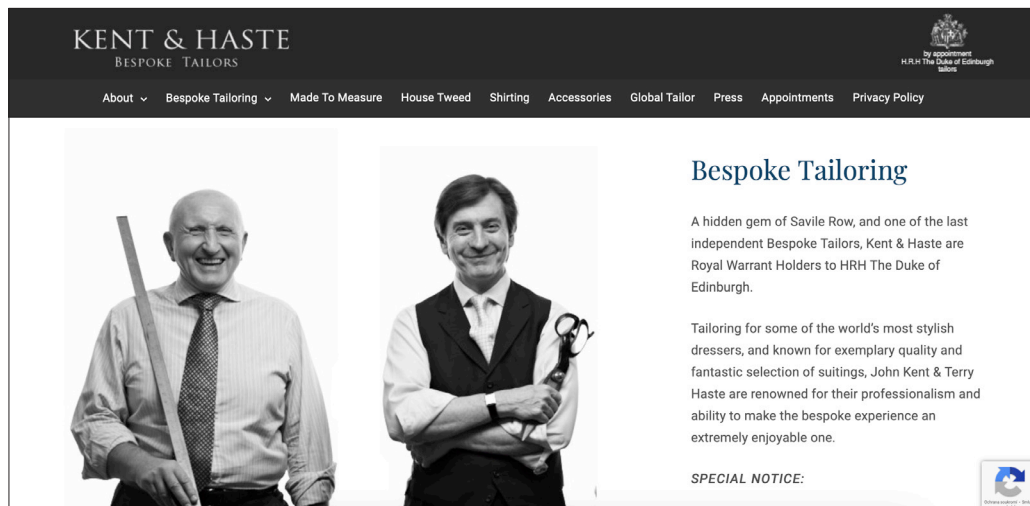 KENT & HASTE
BESPOKE TAILORS
by appointment
H.R.H The Duke of Edinburgh
tailors
About Bespoke Tailoring Made To Measure House Tweed Shirting Accessories Global Tailor Press Appointments Privacy Policy
Bespoke Tailoring
A hidden gem of Savile Row, and one of the last
independent Bespoke Tailors, Kent & Haste are
Royal Warrant Holders to HRH The Duke of
Edinburgh.
Tailoring for some of the world's most stylish
dressers, and known for exemplary quality and
fantastic selection of suitings, John Kent & Terry
Haste are renowned for their professionalism and
ability to make the bespoke experience an
extremely enjoyable one.
SPECIAL NOTICE: